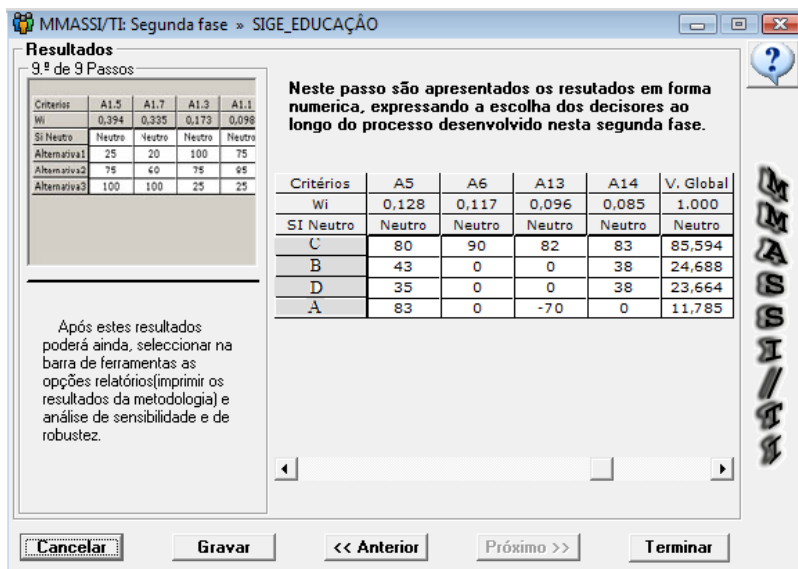 MMASSI/TI: Segunda fase » SIGE_EDUCAÇÂO
Resultados
9.º de 9 Passos
Criterios A1.5 A1.7 A1.3 A1.1
Wi 0,394 0,335 0,173 0,098
SI Neutro Neutro Neutro Neutro Neutro
Alternativa1 25 20 100 75
Alternativa2 75 60 75 85
Alternativa3 100 100 25 25
Após estes resultados
poderá ainda, seleccionar na
barra de ferramentas as
opções relatórios(imprimir os
resultados da metodologia) e
análise de sensibilidade e de
robustez.
Neste passo são apresentados os resutados em forma
numerica, expressando a escolha dos decisores ao
longo do processo desenvolvido nesta segunda fase.
Critérios A5 A6 A13 A14 V. Global
Wi 0,128 0,117 0,096 0,085 1.000
SI Neutro Neutro Neutro Neutro Neutro Neutro
C 80 90 82 83 85,594
B 43 0 0 38 24,688
D 35 0 0 38 23,664
A 83 0 -70 0 11,785
?
MMASSI/TI
Cancelar Gravar << Anterior Próximo >> Terminar